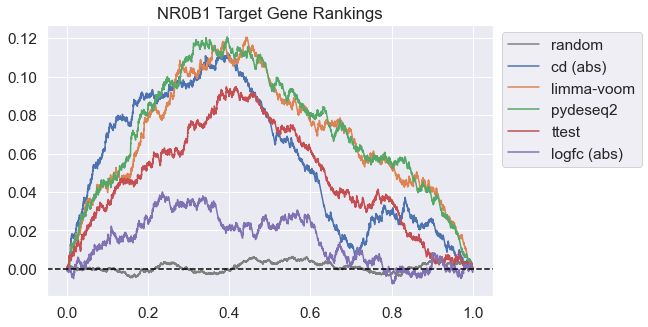 NR0B1 Target Gene Rankings
0.12
0.10
0.08
0.06
0.04
0.02
0.00
0.0
0.2
0.4
0.6
0.8
1.0
random
cd (abs)
limma-voom
pydeseq2
ttest
logfc (abs)